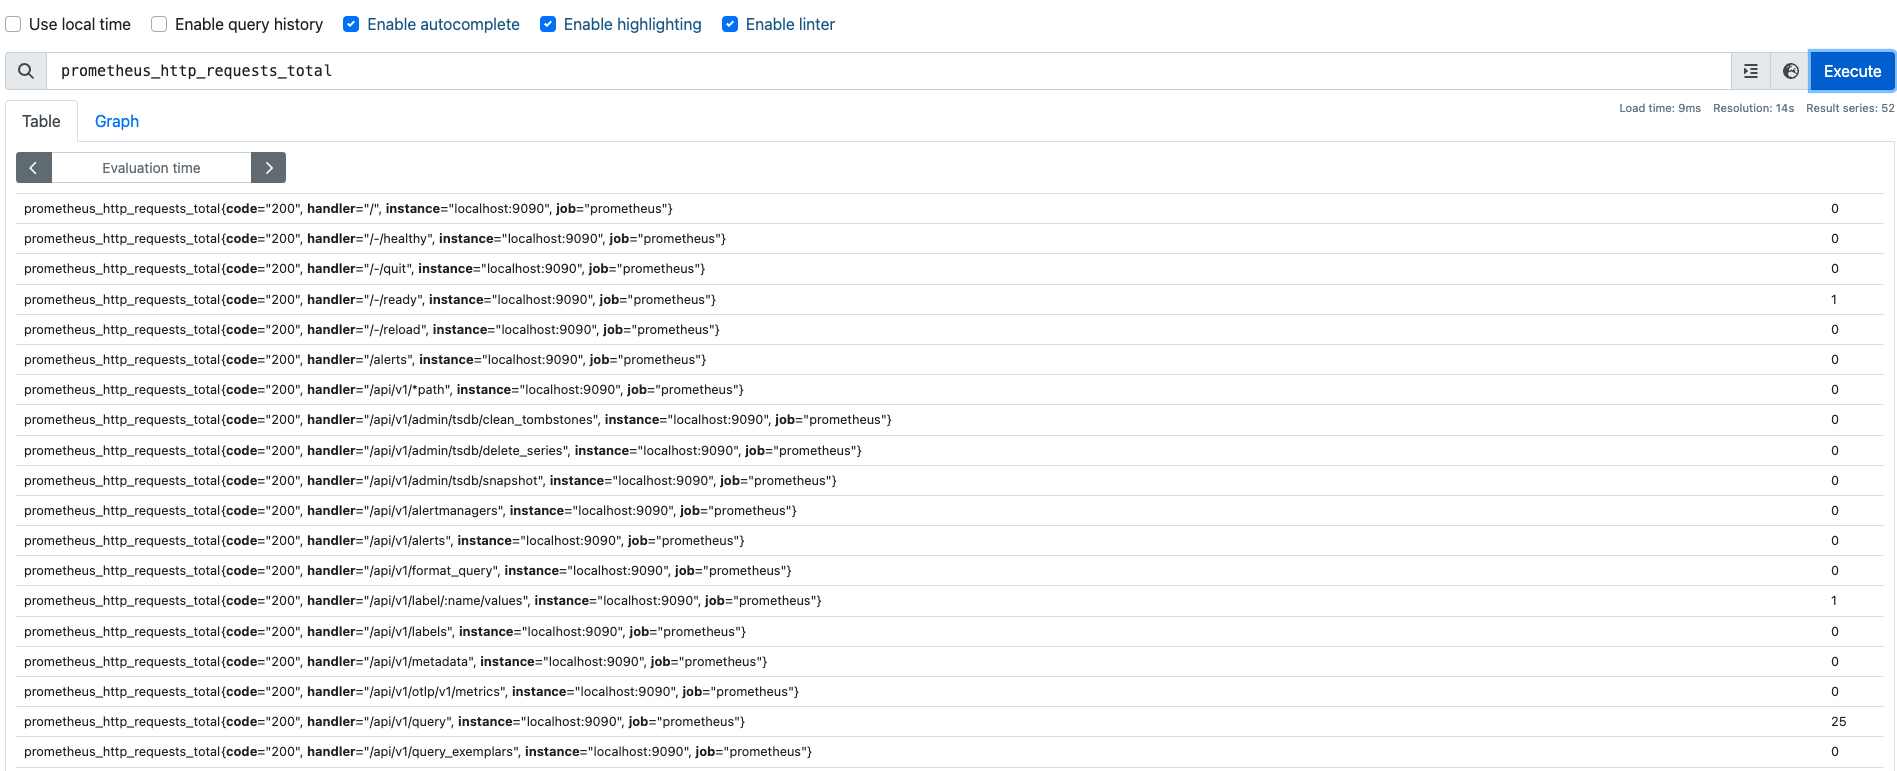 Use local time Enable query history Enable autocomplete Enable highlighting Enable linter
prometheus_http_requests_total Execute
Load time: 9ms Resolution: 14s Result series: 52
Table Graph
Evaluation time
prometheus_http_requests_total{code="200", handler="/", instance="localhost:9090", job="prometheus"} 0
prometheus_http_requests_total{code="200", handler="/-/healthy", instance="localhost:9090", job="prometheus"} 0
prometheus_http_requests_total{code="200", handler="/-/quit", instance="localhost:9090", job="prometheus"} 0
prometheus_http_requests_total{code="200", handler="/-/ready", instance="localhost:9090", job="prometheus"} 1
prometheus_http_requests_total{code="200", handler="/-/reload", instance="localhost:9090", job="prometheus"} 0
prometheus_http_requests_total{code="200", handler="/alerts", instance="localhost:9090", job="prometheus"} 0
prometheus_http_requests_total{code="200", handler="/api/v1/*path", instance="localhost:9090", job="prometheus"} 0
prometheus_http_requests_total{code="200", handler="/api/v1/admin/tsdb/clean_tombstones", instance="localhost:9090", job="prometheus"} 0
prometheus_http_requests_total{code="200", handler="/api/v1/admin/tsdb/delete_series", instance="localhost:9090", job="prometheus"} 0
prometheus_http_requests_total{code="200", handler="/api/v1/admin/tsdb/snapshot", instance="localhost:9090", job="prometheus"} 0
prometheus_http_requests_total{code="200", handler="/api/v1/alertmanagers", instance="localhost:9090", job="prometheus"} 0
prometheus_http_requests_total{code="200", handler="/api/v1/alerts", instance="localhost:9090", job="prometheus"} 0
prometheus_http_requests_total{code="200", handler="/api/v1/format_query", instance="localhost:9090", job="prometheus"} 0
prometheus_http_requests_total{code="200", handler="/api/v1/label/:name/values", instance="localhost:9090", job="prometheus"} 1
prometheus_http_requests_total{code="200", handler="/api/v1/labels", instance="localhost:9090", job="prometheus"} 0
prometheus_http_requests_total{code="200", handler="/api/v1/metadata", instance="localhost:9090", job="prometheus"} 0
prometheus_http_requests_total{code="200", handler="/api/v1/otlp/v1/metrics", instance="localhost:9090", job="prometheus"} 0
prometheus_http_requests_total{code="200", handler="/api/v1/query", instance="localhost:9090", job="prometheus"} 25
prometheus_http_requests_total{code="200", handler="/api/v1/query_exemplars", instance="localhost:9090", job="prometheus"} 0